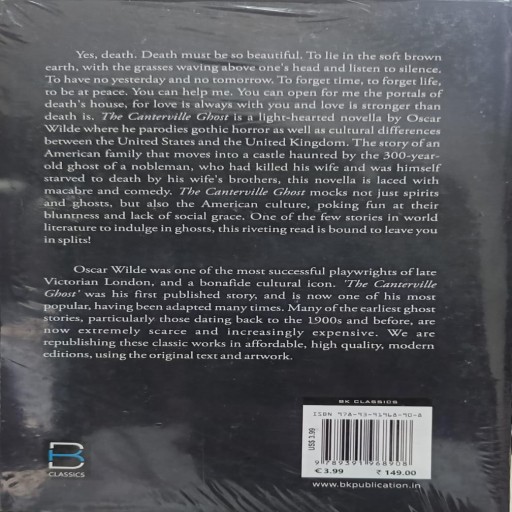 Yes, death. Death must be so beautiful. To lie in the soft brown
earth, with the grasses waving above one's head and listen to silence.
To have no yesterday and no tomorrow. To forget time, to forget life,
to be at peace. You can help me. You can open for me the portals of
death's house, for love is always with you and love is stronger than
death is. The Canterville Ghost is a light-hearted novella by Oscar
Wilde where he parodies gothic horror as well as cultural differences
between the United States and the United Kingdom. The story of an
American family that moves into a castle haunted by the 300-year-
old ghost of a nobleman, who had killed his wife and was himself
starved to death by his wife's brothers, this novella is laced with
macabre and comedy. The Canterville Ghost mocks not just spirits
and ghosts, but also the American culture, poking fun at their
bluntness and lack of social grace. One of the few stories in world
literature to indulge in ghosts, this riveting read is bound to leave you
in splits!
Oscar Wilde was one of the most successful playwrights of late
Victorian London, and a bonafide cultural icon. 'The Canterville
Ghost' was his first published story, and is now one of his most
popular, having been adapted many times. Many of the earliest ghost
stories, particularly those dating back to the 1900s and before, are
now extremely scarce and increasingly expensive. We are
republishing these classic works in affordable, high quality, modern
editions, using the original text and artwork.
BK CLASSICS
ISBN 978-93-91968-90-8
US$ 3.99
9 789391 968908
€ 3.99 ₹ 149.00
www.bkpublication.in
B
CLASSICS